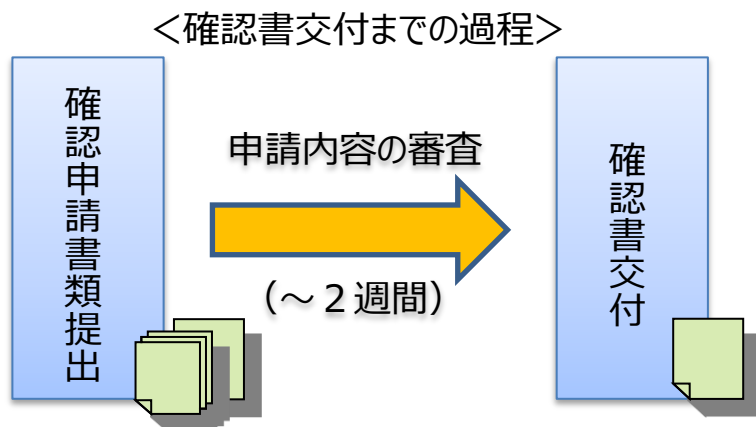 ＜確認書交付までの過程＞
確認申請書類提出
申請内容の審査
（～２週間）
確認書交付